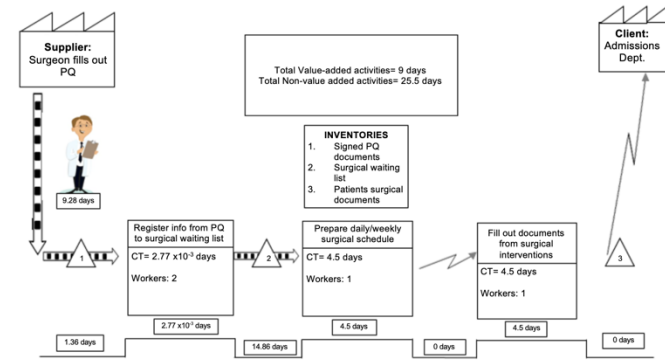 Supplier:
Surgeon fills out
PQ
Client:
Admissions
Dept.
Total Value-added activities= 9 days
Total Non-value added activities= 25.5 days
INVENTORIES
1. Signed PQ
documents
2. Surgical waiting
list
3. Patients surgical
documents
9.28 days
1
Register info from PQ
to surgical waiting list
CT= 2.77 x10⁻³ days
Workers: 2
2
Prepare daily/weekly
surgical schedule
CT= 4.5 days
Workers: 1
Fill out documents
from surgical
interventions
CT= 4.5 days
Workers: 1
3
1.36 days
2.77 x10⁻³ days
14.86 days
4.5 days
0 days
4.5 days
0 days